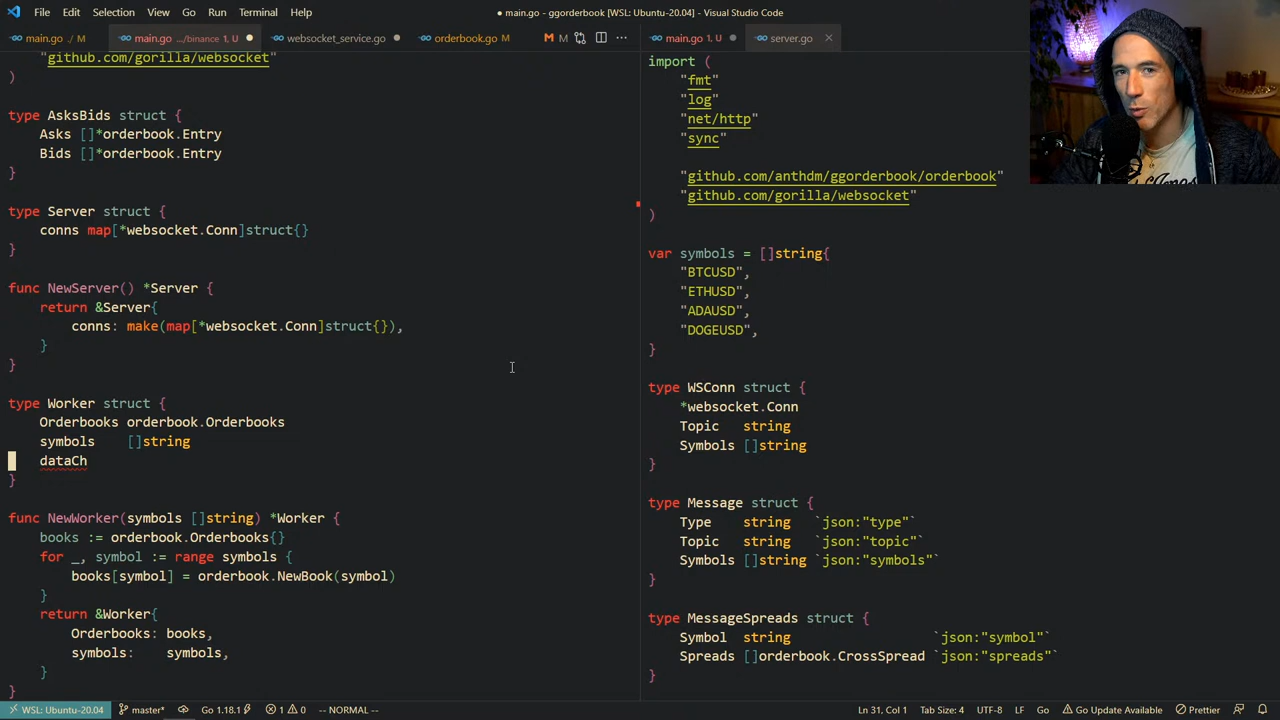 File Edit Selection View Go Run Terminal Help
● main.go - ggorderbook [WSL: Ubuntu-20.04] - Visual Studio Code
main.go ./ M
main.go .../binance 1, U
websocket_service.go
orderbook.go M
M M
"github.com/gorilla/websocket"
)
type AsksBids struct {
Asks []*orderbook.Entry
Bids []*orderbook.Entry
}
type Server struct {
conns map[*websocket.Conn]struct{}
}
func NewServer() *Server {
return &Server{
conns: make(map[*websocket.Conn]struct{}),
}
}
type Worker struct {
Orderbooks orderbook.Orderbooks
symbols []string
dataCh
}
func NewWorker(symbols []string) *Worker {
books := orderbook.Orderbooks{}
for _, symbol := range symbols {
books[symbol] = orderbook.NewBook(symbol)
}
return &Worker{
Orderbooks: books,
symbols: symbols,
}
}
main.go 1, U
server.go
import (
"fmt"
"log"
"net/http"
"sync"
"github.com/anthdm/ggorderbook/orderbook"
"github.com/gorilla/websocket"
)
var symbols = []string{
"BTCUSD",
"ETHUSD",
"ADAUSD",
"DOGEUSD",
}
type WSConn struct {
*websocket.Conn
Topic string
Symbols []string
}
type Message struct {
Type string `json:"type"`
Topic string `json:"topic"`
Symbols []string `json:"symbols"`
}
type MessageSpreads struct {
Symbol string `json:"symbol"`
Spreads []orderbook.CrossSpread `json:"spreads"`
}
WSL: Ubuntu-20.04 master* Go 1.18.1 1 0 -- NORMAL -- Ln 31, Col 1 Tab Size: 4 UTF-8 LF Go Go Update Available Prettier